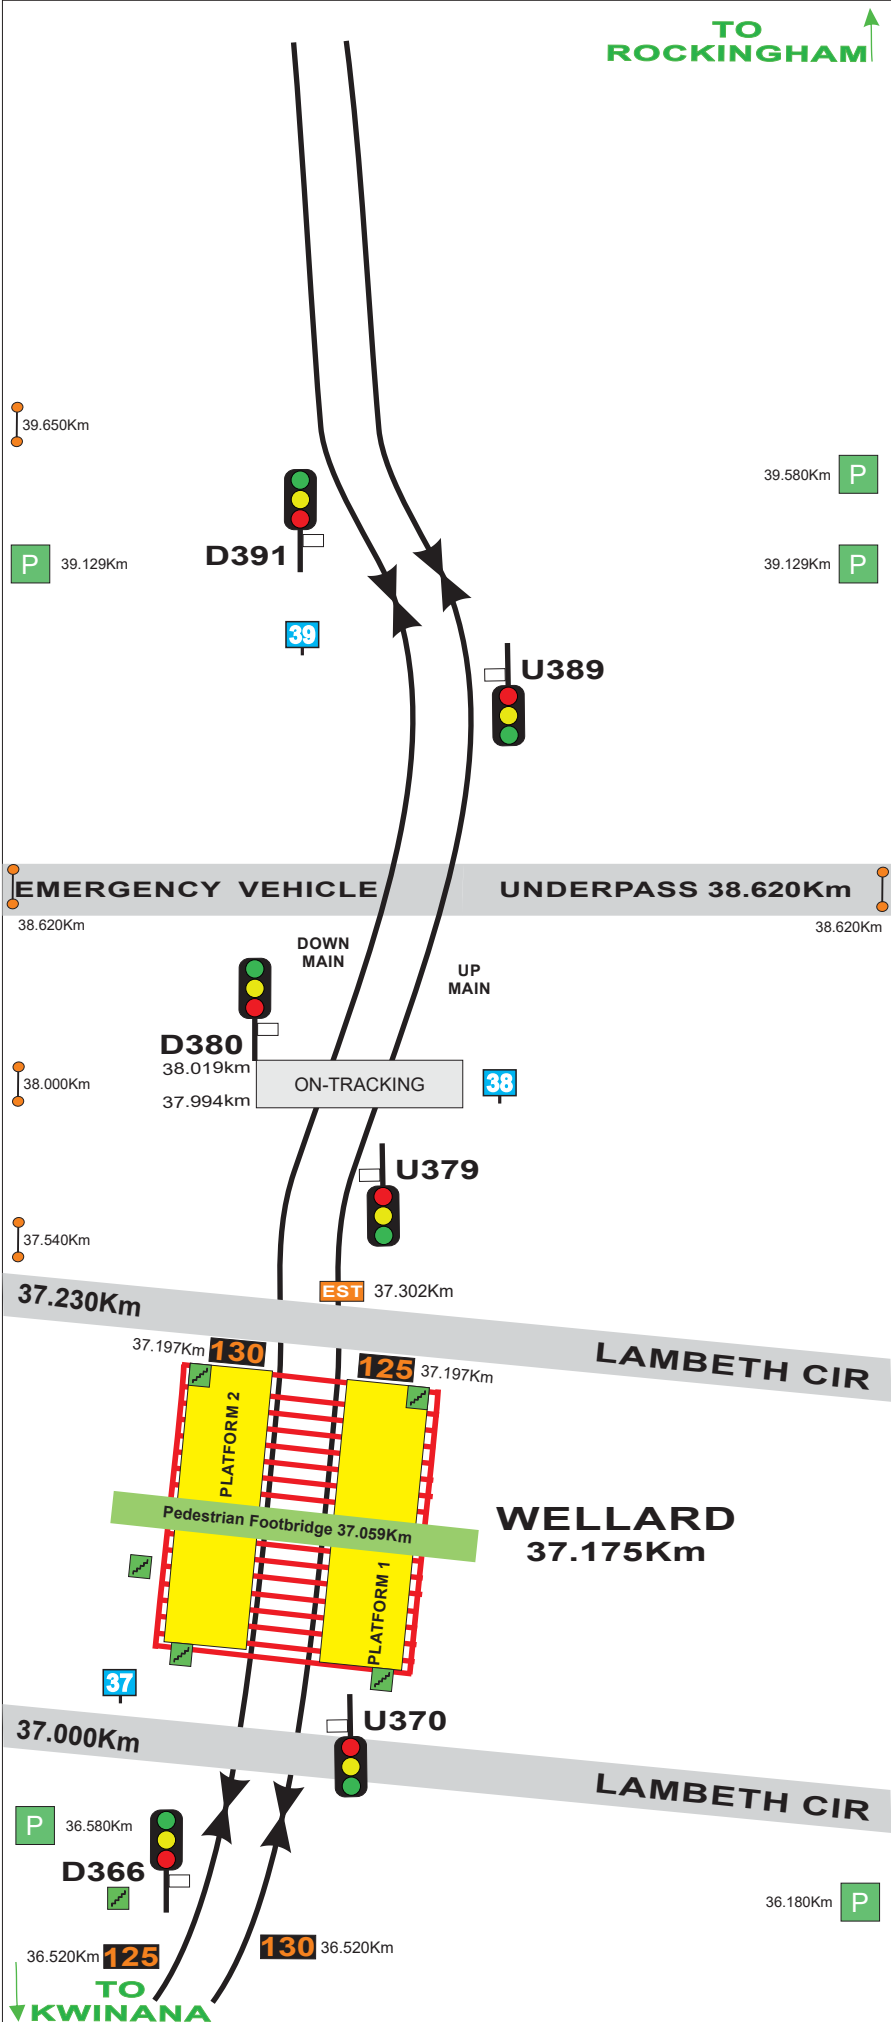 TO
ROCKINGHAM
39.650Km
39.580Km P
D391
P 39.129Km
39.129Km P
39
U389
EMERGENCY VEHICLE UNDERPASS 38.620Km
38.620Km
38.620Km
DOWN
MAIN
UP
MAIN
D380
38.019km
38.000Km
ON-TRACKING
38
37.994km
U379
37.540Km
EST 37.302Km
37.230Km
LAMBETH CIR
37.197Km 130
125 37.197Km
PLATFORM 2
Pedestrian Footbridge 37.059Km
WELLARD
37.175Km
PLATFORM 1
37
U370
37.000Km
LAMBETH CIR
P 36.580Km
D366
36.180Km P
36.520Km 125
130 36.520Km
TO
KWINANA